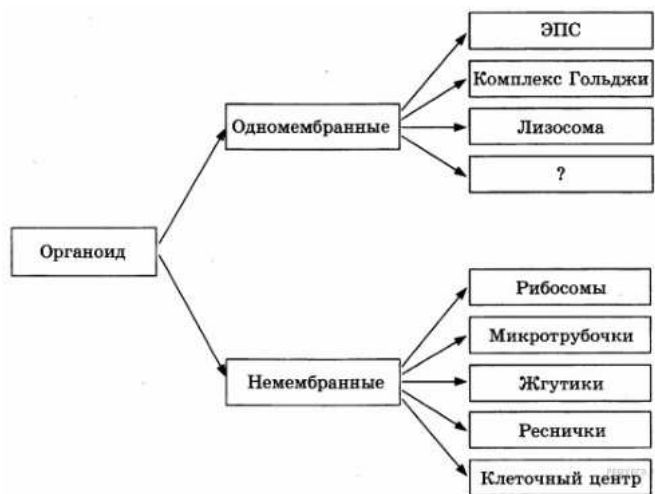 ЭПС
Комплекс Гольджи
Одномембранные
Лизосома
?
Органоид
Рибосомы
Микротрубочки
Немембранные
Жгутики
Реснички
Клеточный центр